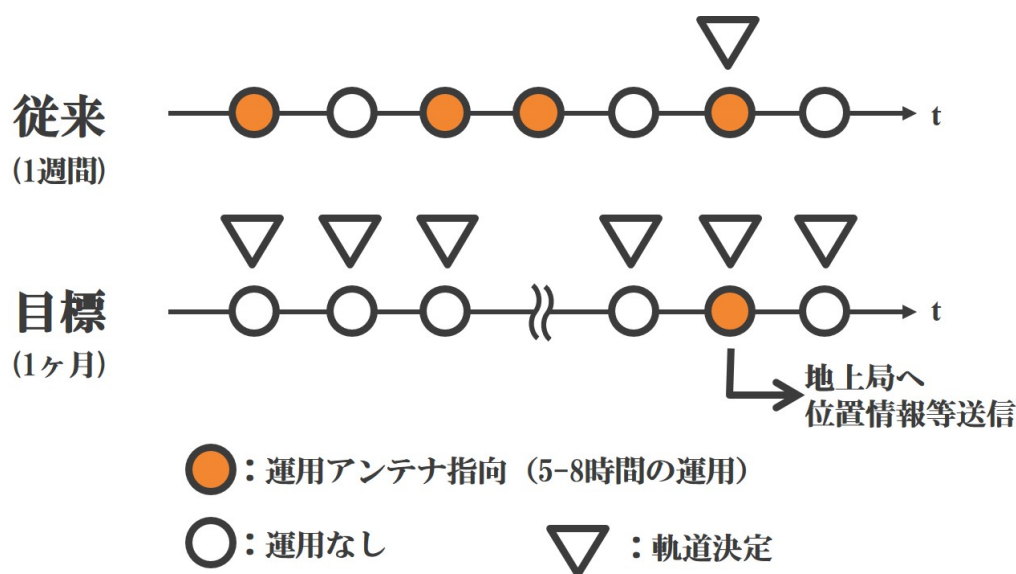 従来
t
(1週間)
目標
t
(1ヶ月)
地上局へ
位置情報等送信
:運用アンテナ指向（5-8時間の運用）
:運用なし
:軌道決定